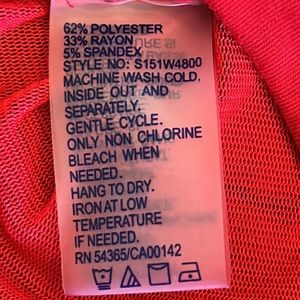 62% POLYESTER
33% RAYON
5% SPANDEX
STYLE NO: S151W4800
MACHINE WASH COLD,
INSIDE OUT AND
SEPARATELY.
GENTLE CYCLE.
ONLY NON CHLORINE
BLEACH WHEN
NEEDED.
HANG TO DRY.
IRON AT LOW
TEMPERATURE
IF NEEDED.
RN 54365/CA00142